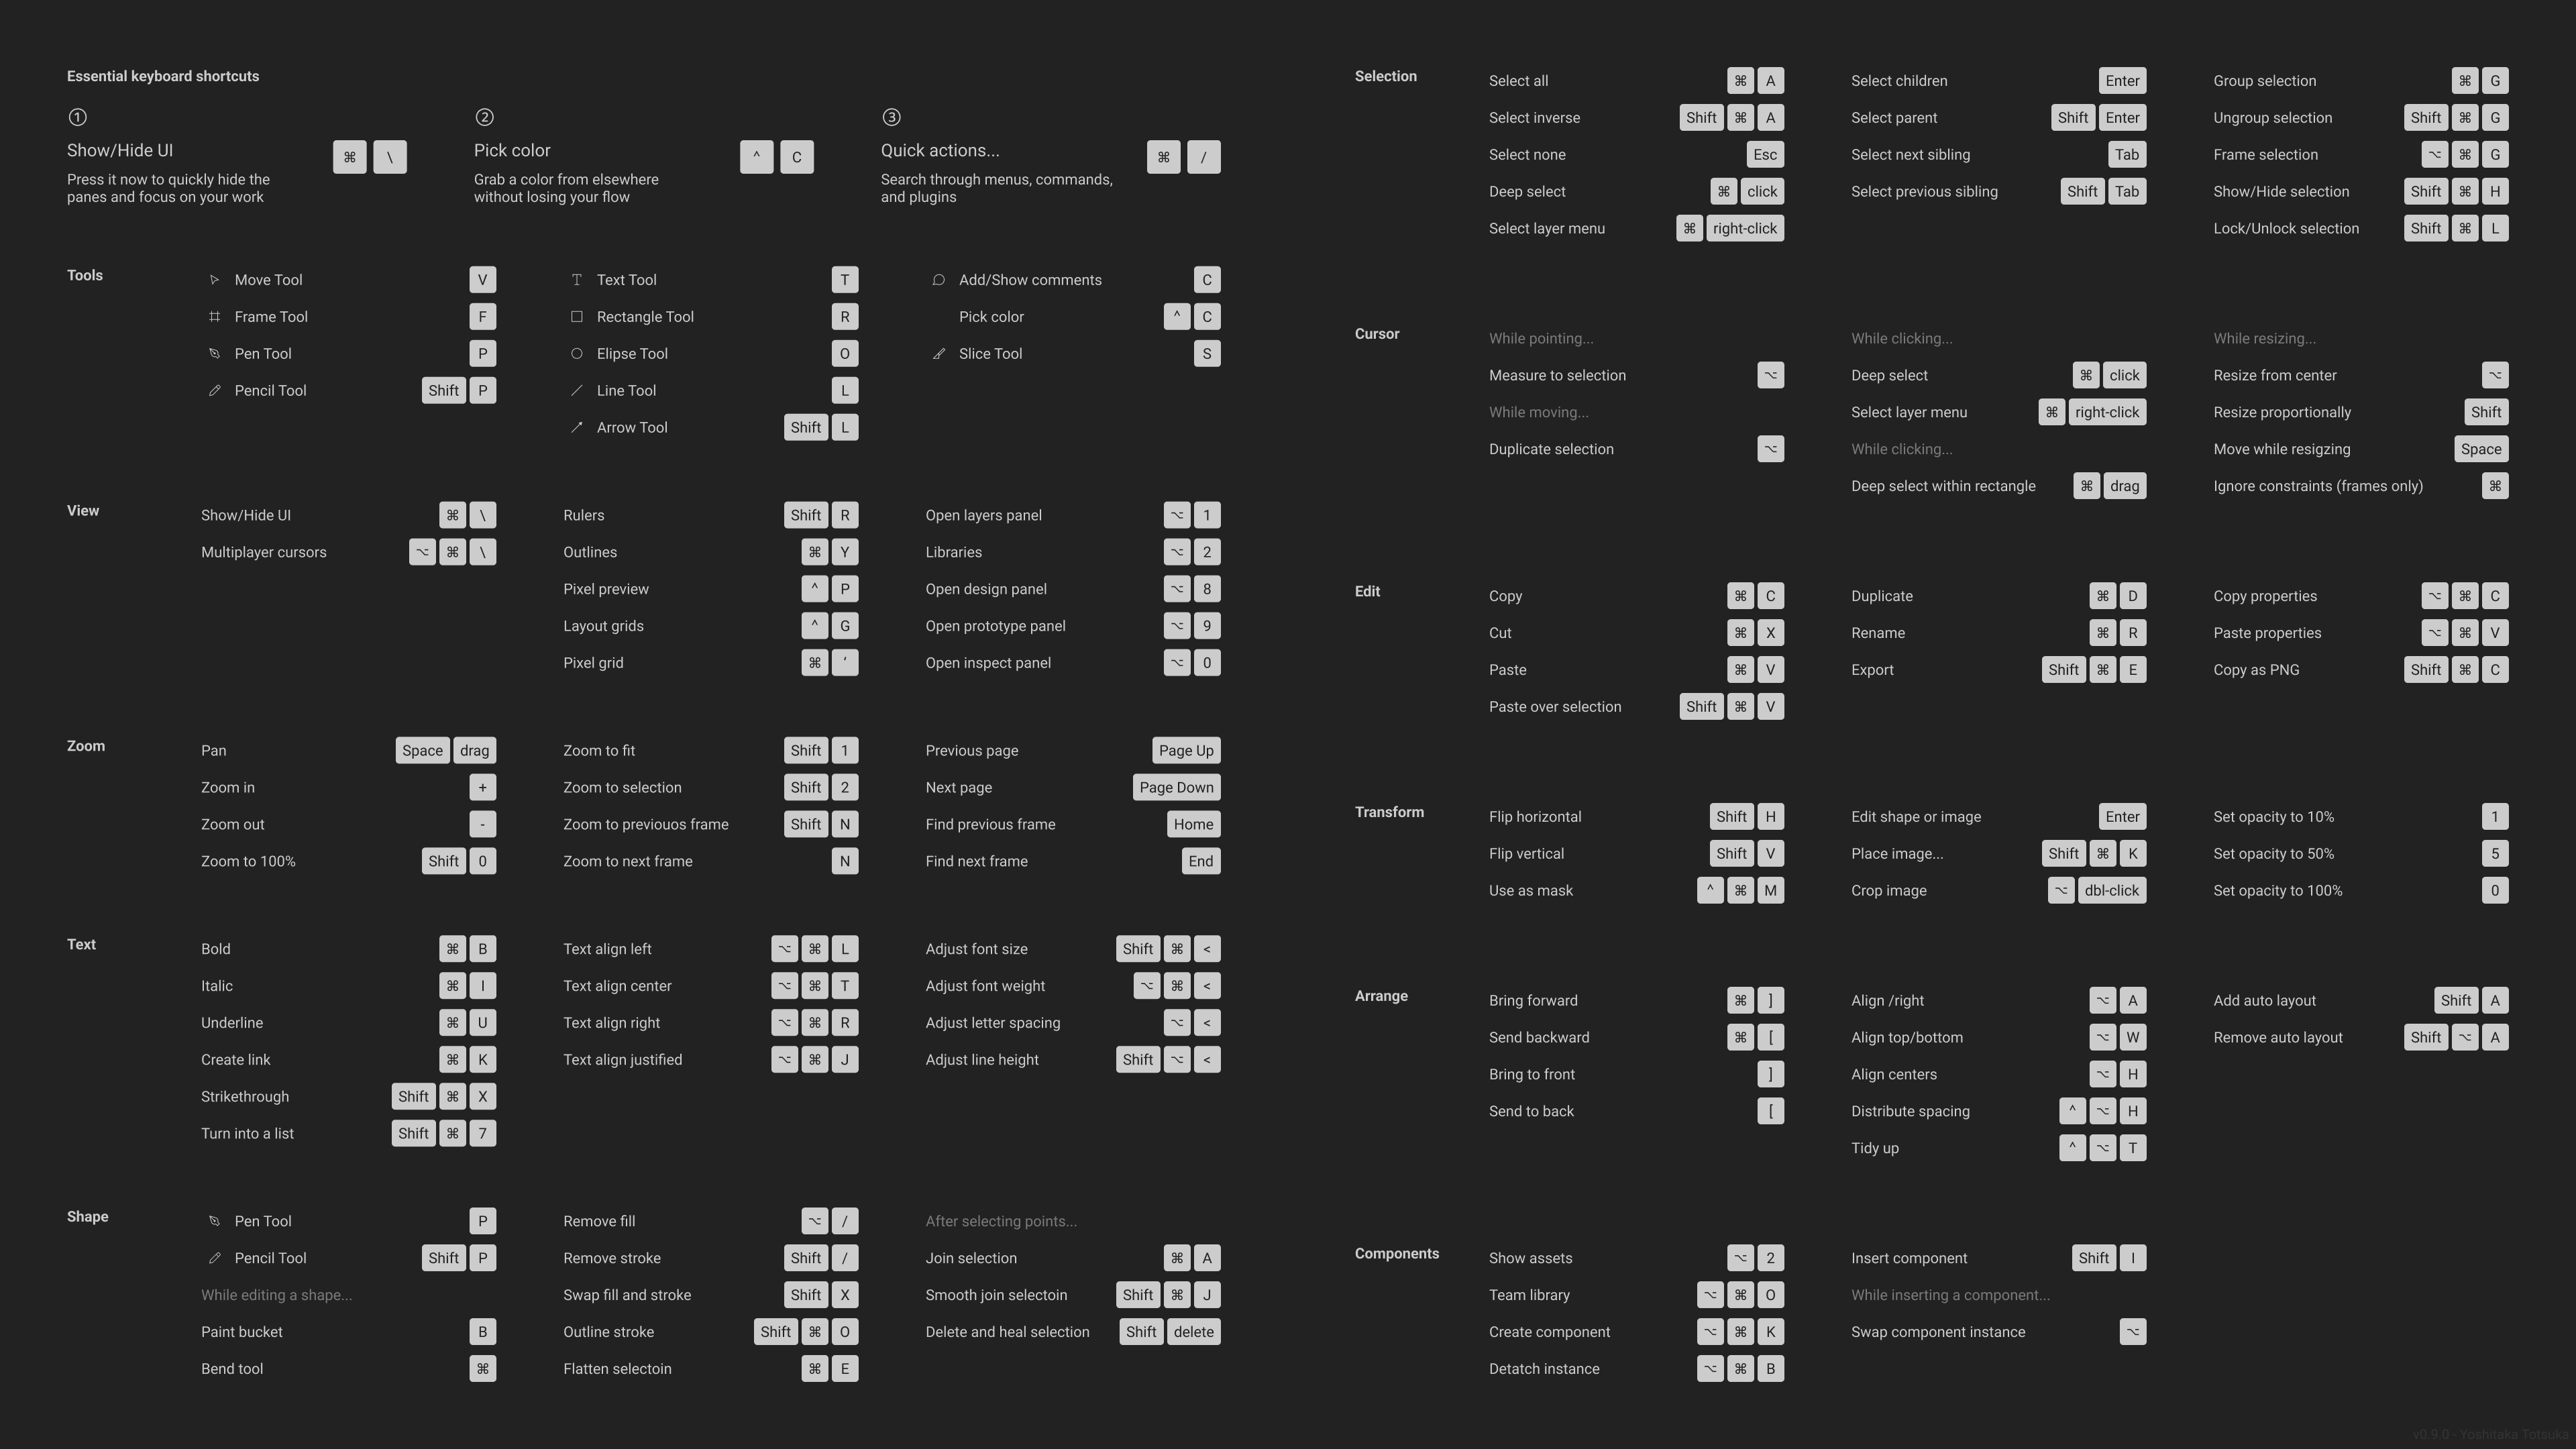 Essential keyboard shortcuts
① ② ③
Show/Hide UI ⌘ \
Press it now to quickly hide the
panes and focus on your work
Pick color ^ C
Grab a color from elsewhere
without losing your flow
Quick actions... ⌘ /
Search through menus, commands,
and plugins
Tools
Move Tool V
Frame Tool F
Pen Tool P
Pencil Tool Shift P
Text Tool T
Rectangle Tool R
Elipse Tool O
Line Tool L
Arrow Tool Shift L
Add/Show comments C
Pick color ^ C
Slice Tool S
View
Show/Hide UI ⌘ \
Multiplayer cursors ⌥ ⌘ \
Rulers Shift R
Outlines ⌘ Y
Pixel preview ^ P
Layout grids ^ G
Pixel grid ⌘ ‘
Open layers panel ⌥ 1
Libraries ⌥ 2
Open design panel ⌥ 8
Open prototype panel ⌥ 9
Open inspect panel ⌥ 0
Zoom
Pan Space drag
Zoom in +
Zoom out -
Zoom to 100% Shift 0
Zoom to fit Shift 1
Zoom to selection Shift 2
Zoom to previouos frame Shift N
Zoom to next frame N
Previous page Page Up
Next page Page Down
Find previous frame Home
Find next frame End
Text
Bold ⌘ B
Italic ⌘ I
Underline ⌘ U
Create link ⌘ K
Strikethrough Shift ⌘ X
Turn into a list Shift ⌘ 7
Text align left ⌥ ⌘ L
Text align center ⌥ ⌘ T
Text align right ⌥ ⌘ R
Text align justified ⌥ ⌘ J
Adjust font size Shift ⌘ <
Adjust font weight ⌥ ⌘ <
Adjust letter spacing ⌥ <
Adjust line height Shift ⌥ <
Shape
Pen Tool P
Pencil Tool Shift P
While editing a shape...
Paint bucket B
Bend tool ⌘
Remove fill ⌥ /
Remove stroke Shift /
Swap fill and stroke Shift X
Outline stroke Shift ⌘ O
Flatten selectoin ⌘ E
After selecting points...
Join selection ⌘ A
Smooth join selectoin Shift ⌘ J
Delete and heal selection Shift delete
Selection
Select all ⌘ A
Select inverse Shift ⌘ A
Select none Esc
Deep select ⌘ click
Select layer menu ⌘ right-click
Select children Enter
Select parent Shift Enter
Select next sibling Tab
Select previous sibling Shift Tab
Group selection ⌘ G
Ungroup selection Shift ⌘ G
Frame selection ⌥ ⌘ G
Show/Hide selection Shift ⌘ H
Lock/Unlock selection Shift ⌘ L
Cursor
While pointing...
Measure to selection ⌥
While moving...
Duplicate selection ⌥
While clicking...
Deep select ⌘ click
Select layer menu ⌘ right-click
While clicking...
Deep select within rectangle ⌘ drag
While resizing...
Resize from center ⌥
Resize proportionally Shift
Move while resigzing Space
Ignore constraints (frames only) ⌘
Edit
Copy ⌘ C
Cut ⌘ X
Paste ⌘ V
Paste over selection Shift ⌘ V
Duplicate ⌘ D
Rename ⌘ R
Export Shift ⌘ E
Copy properties ⌥ ⌘ C
Paste properties ⌥ ⌘ V
Copy as PNG Shift ⌘ C
Transform
Flip horizontal Shift H
Flip vertical Shift V
Use as mask ^ ⌘ M
Edit shape or image Enter
Place image... Shift ⌘ K
Crop image ⌥ dbl-click
Set opacity to 10% 1
Set opacity to 50% 5
Set opacity to 100% 0
Arrange
Bring forward ⌘ ]
Send backward ⌘ [
Bring to front ]
Send to back [
Align /right ⌥ A
Align top/bottom ⌥ W
Align centers ⌥ H
Distribute spacing ^ ⌥ H
Tidy up ^ ⌥ T
Add auto layout Shift A
Remove auto layout Shift ⌥ A
Components
Show assets ⌥ 2
Team library ⌥ ⌘ O
Create component ⌥ ⌘ K
Detatch instance ⌥ ⌘ B
Insert component Shift I
While inserting a component...
Swap component instance ⌥
v0.9.0 - Yoshitaka Totsuka